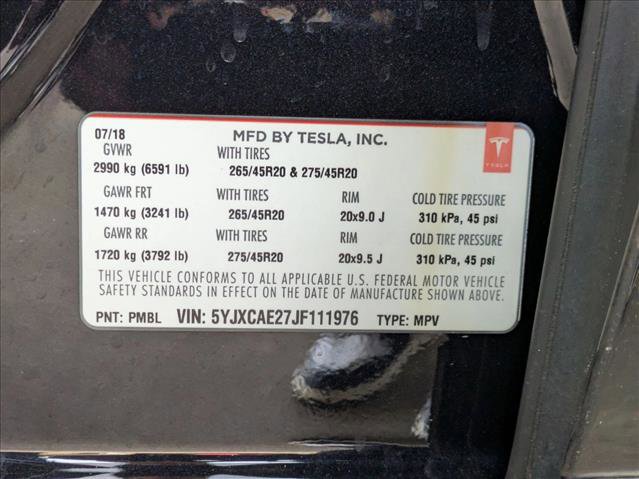 07/18 MFD BY TESLA, INC.
GVWR WITH TIRES
2990 kg (6591 lb) 265/45R20 & 275/45R20
GAWR FRT WITH TIRES RIM COLD TIRE PRESSURE
1470 kg (3241 lb) 265/45R20 20x9.0 J 310 kPa, 45 psi
GAWR RR WITH TIRES RIM COLD TIRE PRESSURE
1720 kg (3792 lb) 275/45R20 20x9.5 J 310 kPa, 45 psi
THIS VEHICLE CONFORMS TO ALL APPLICABLE U.S. FEDERAL MOTOR VEHICLE
SAFETY STANDARDS IN EFFECT ON THE DATE OF MANUFACTURE SHOWN ABOVE.
PNT: PMBL VIN: 5YJXCAE27JF111976 TYPE: MPV
TESLA